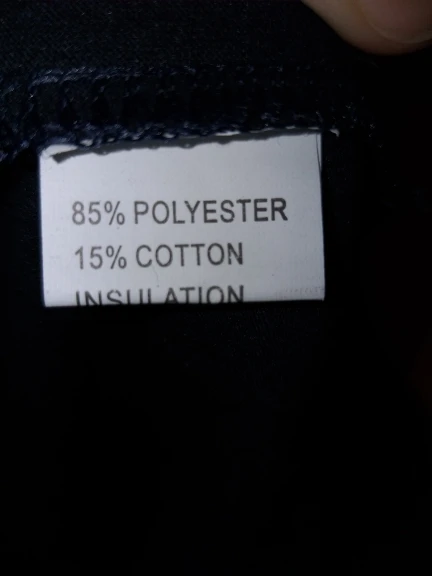 85% POLYESTER
15% COTTON
INSULATION